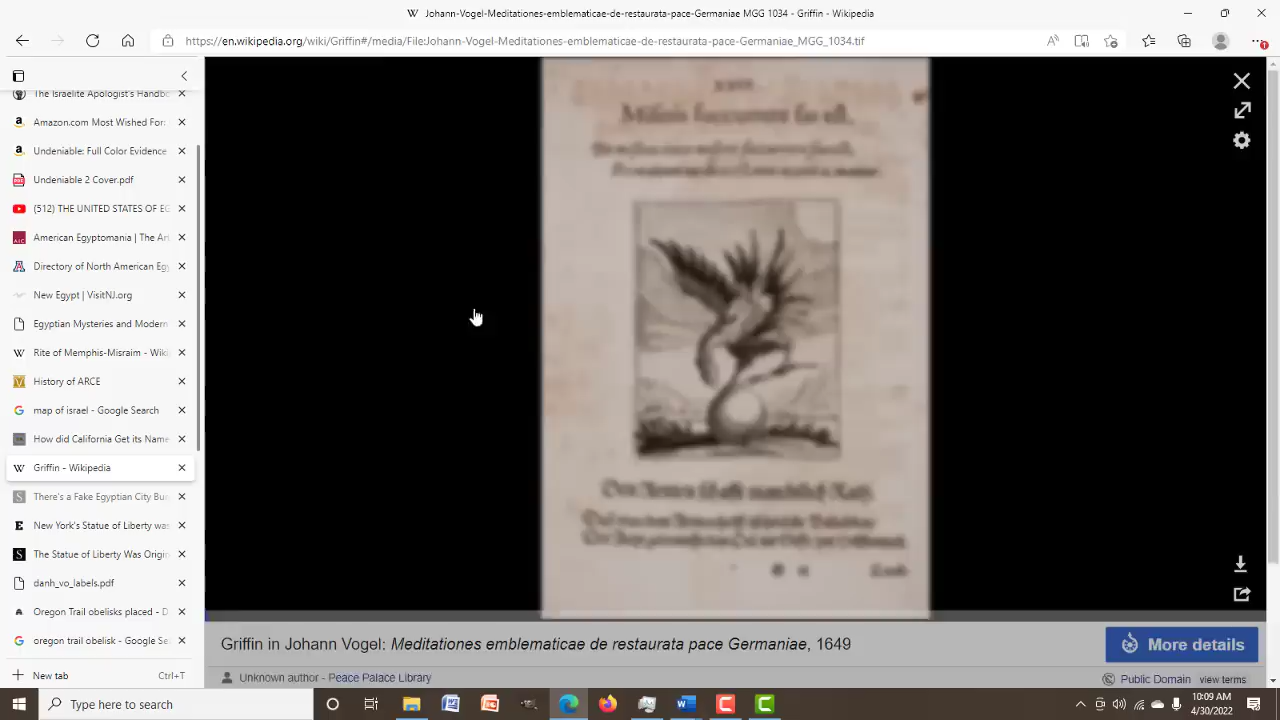 Johann-Vogel-Meditationes-emblematicae-de-restaurata-pace-Germaniae MGG 1034 - Griffin - Wikipedia
https://en.wikipedia.org/wiki/Griffin#/media/File:Johann-Vogel-Meditationes-emblematicae-de-restaurata-pace-Germaniae_MGG_1034.tif
The Israelite Apologist's Handbo
Amazon.com Most Wished For:
Undeniable: Full Color Evidence
Undeniable 2 Cover.pdf
(512) THE UNITED STATES OF EG
American Egyptomania | The Ar
Directory of North American Eg
New Egypt | VisitNJ.org
Egyptian Mysteries and Modern
Rite of Memphis-Misraim - Wiki
History of ARCE
map of israel - Google Search
How did California Get its Name
Griffin - Wikipedia
There's a Fake Egyptian City Bu
New York's Statue of Liberty was
The Statue of Liberty Was Origin
danh_vo_labels.pdf
Oregon Trail obelisks placed - D
oregon trail obelisk - Google Se
New tab Ctrl+T
Griffin in Johann Vogel: Meditationes emblematicae de restaurata pace Germaniae, 1649
More details
Unknown author - Peace Palace Library
Public Domain view terms
Type here to search
10:09 AM
4/30/2022